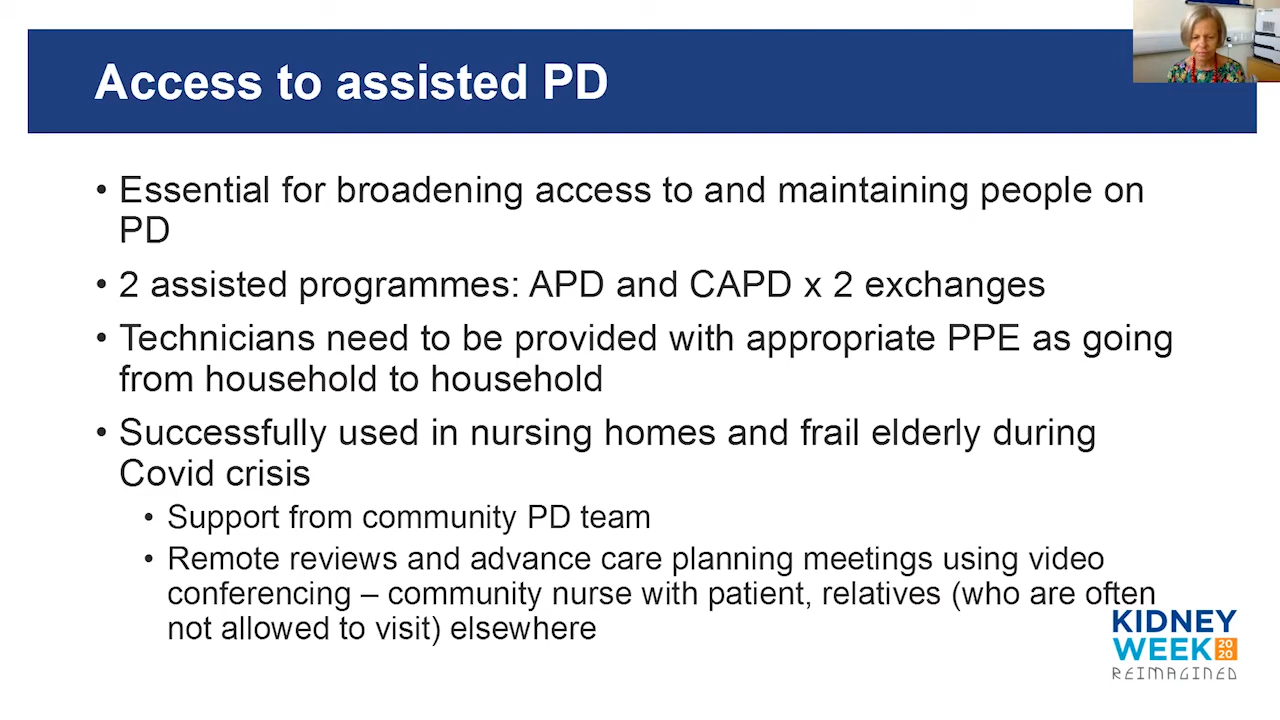 Access to assisted PD
• Essential for broadening access to and maintaining people on
PD
• 2 assisted programmes: APD and CAPD x 2 exchanges
• Technicians need to be provided with appropriate PPE as going
from household to household
• Successfully used in nursing homes and frail elderly during
Covid crisis
• Support from community PD team
• Remote reviews and advance care planning meetings using video
conferencing – community nurse with patient, relatives (who are often
not allowed to visit) elsewhere
KIDNEY
WEEK 2020
REIMAGINED